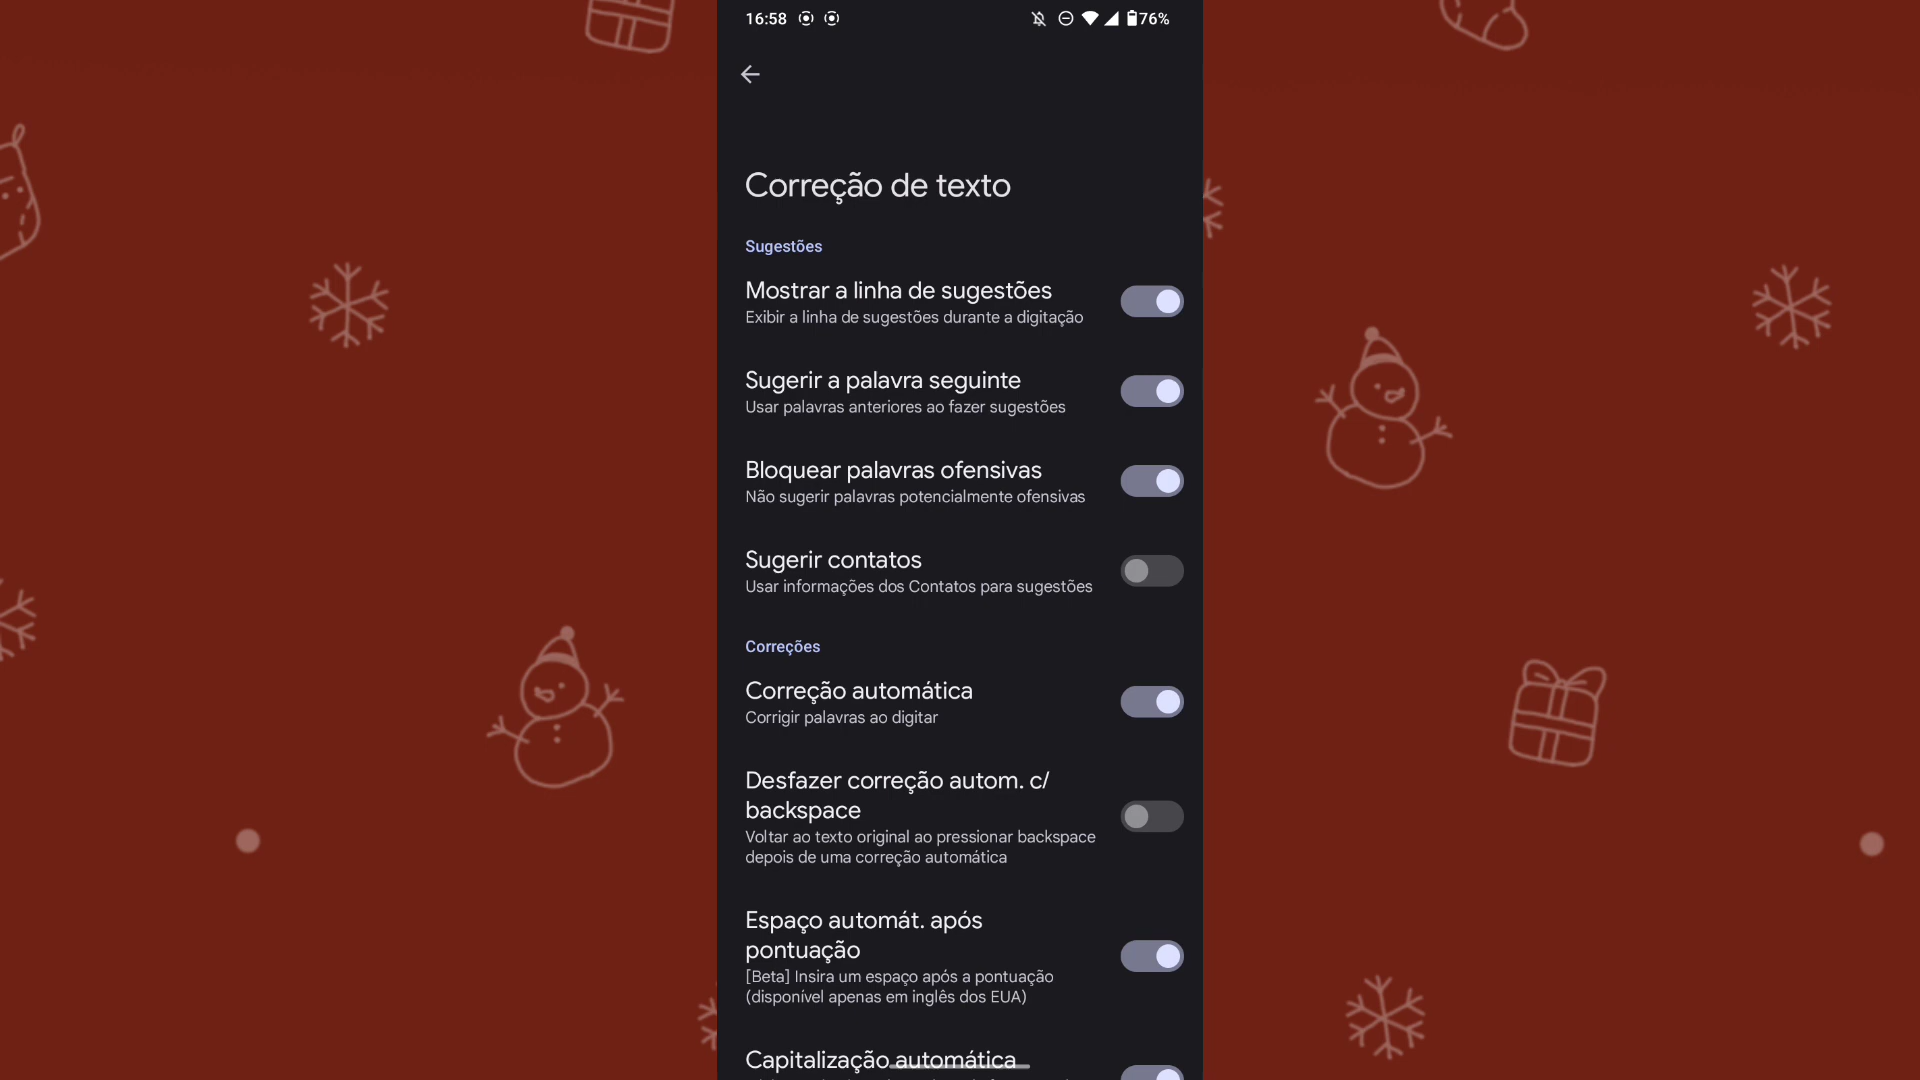 16:58
76%
Correção de texto
Sugestões
Mostrar a linha de sugestões
Exibir a linha de sugestões durante a digitação
Sugerir a palavra seguinte
Usar palavras anteriores ao fazer sugestões
Bloquear palavras ofensivas
Não sugerir palavras potencialmente ofensivas
Sugerir contatos
Usar informações dos Contatos para sugestões
Correções
Correção automática
Corrigir palavras ao digitar
Desfazer correção autom. c/
backspace
Voltar ao texto original ao pressionar backspace
depois de uma correção automática
Espaço automát. após
pontuação
[Beta] Insira um espaço após a pontuação
(disponível apenas em inglês dos EUA)
Capitalização automática